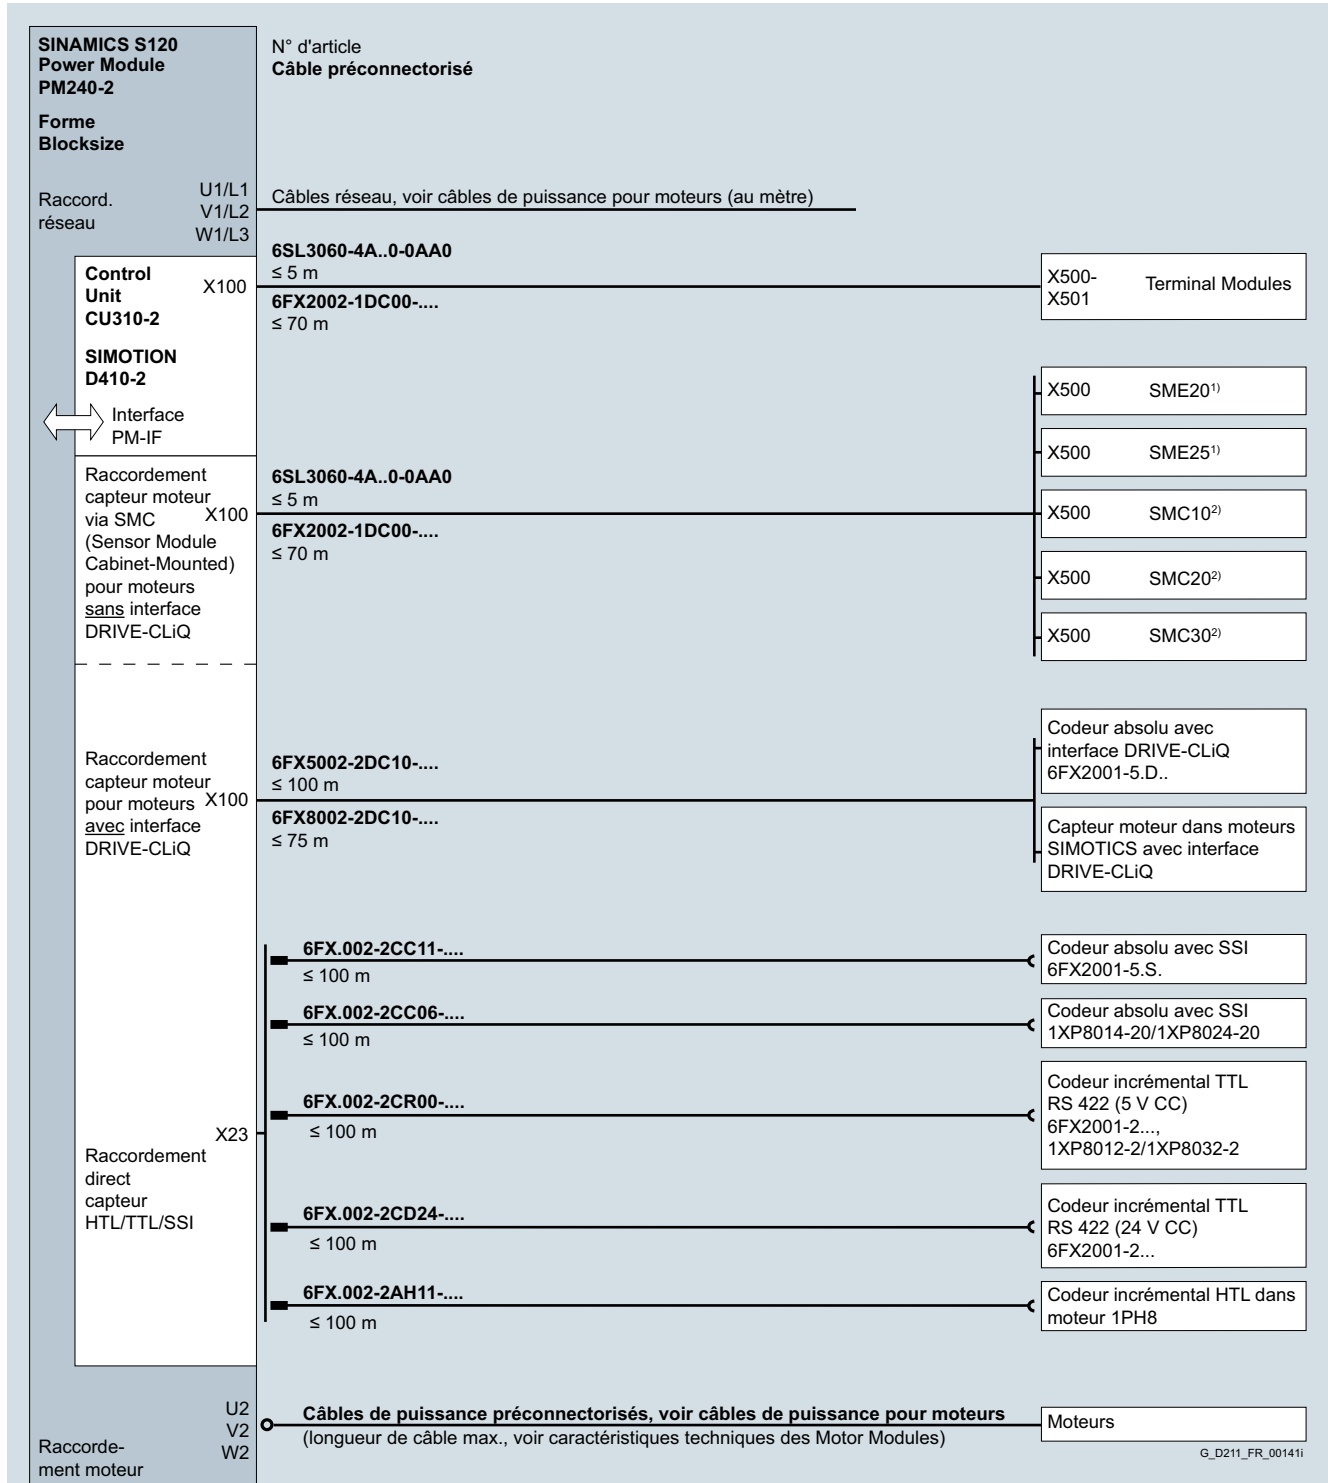 SINAMICS S120
Power Module
PM240-2
Forme
Blocksize
N° d'article
Câble préconnectorisé
Raccord.
réseau
U1/L1
V1/L2
W1/L3
Câbles réseau, voir câbles de puissance pour moteurs (au mètre)
Control
Unit
CU310-2
SIMOTION
D410-2
X100
6SL3060-4A..0-0AA0
≤ 5 m
6FX2002-1DC00-....
≤ 70 m
X500-
X501
Terminal Modules
Interface
PM-IF
X500 SME20¹⁾
X500 SME25¹⁾
X500 SMC10²⁾
X500 SMC20²⁾
X500 SMC30²⁾
Raccordement
capteur moteur
via SMC
(Sensor Module
Cabinet-Mounted)
pour moteurs
sans interface
DRIVE-CLiQ
X100
6SL3060-4A..0-0AA0
≤ 5 m
6FX2002-1DC00-....
≤ 70 m
Raccordement
capteur moteur
pour moteurs
avec interface
DRIVE-CLiQ
X100
6FX5002-2DC10-....
≤ 100 m
6FX8002-2DC10-....
≤ 75 m
Codeur absolu avec
interface DRIVE-CLiQ
6FX2001-5.D..
Capteur moteur dans moteurs
SIMOTICS avec interface
DRIVE-CLiQ
Raccordement
direct
capteur
HTL/TTL/SSI
X23
6FX.002-2CC11-....
≤ 100 m
Codeur absolu avec SSI
6FX2001-5.S.
6FX.002-2CC06-....
≤ 100 m
Codeur absolu avec SSI
1XP8014-20/1XP8024-20
6FX.002-2CR00-....
≤ 100 m
Codeur incrémental TTL
RS 422 (5 V CC)
6FX2001-2...,
1XP8012-2/1XP8032-2
6FX.002-2CD24-....
≤ 100 m
Codeur incrémental TTL
RS 422 (24 V CC)
6FX2001-2...
6FX.002-2AH11-....
≤ 100 m
Codeur incrémental HTL dans
moteur 1PH8
Raccorde-
ment moteur
U2
V2
W2
Câbles de puissance préconnectorisés, voir câbles de puissance pour moteurs
(longueur de câble max., voir caractéristiques techniques des Motor Modules)
Moteurs
G_D211_FR_00141i